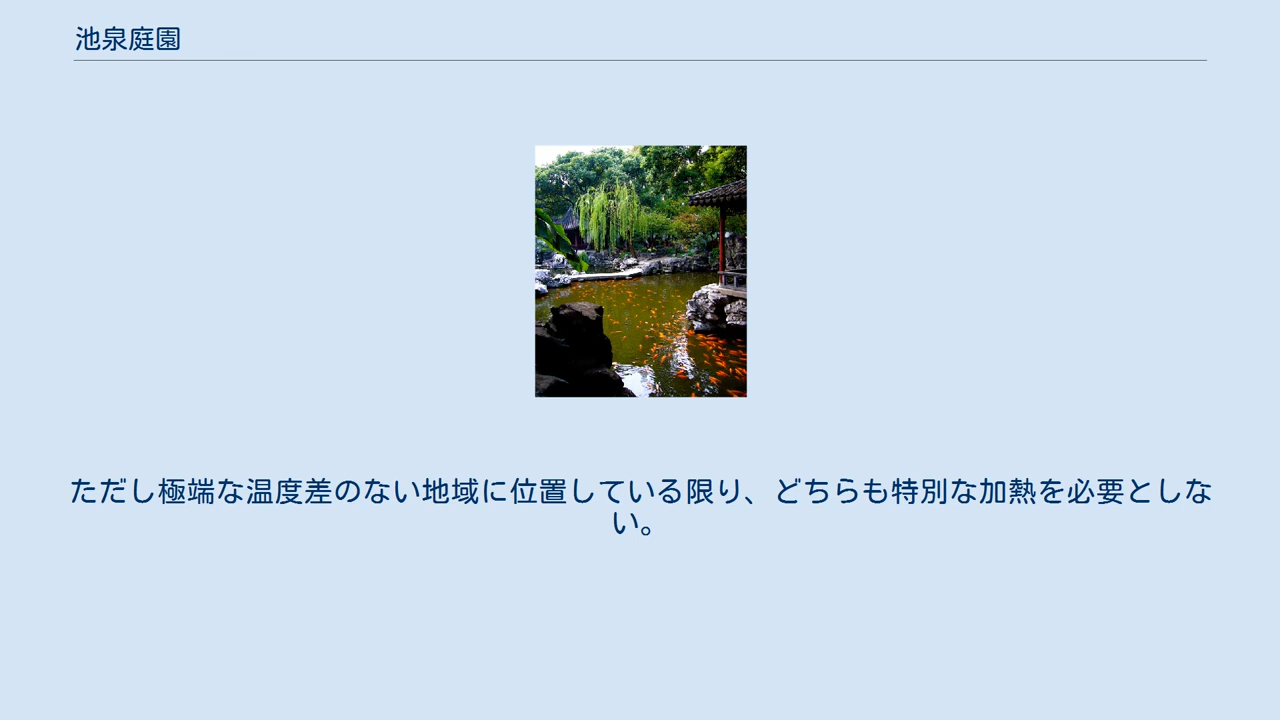 池泉庭園
ただし極端な温度差のない地域に位置している限り、どちらも特別な加熱を必要としな
い。